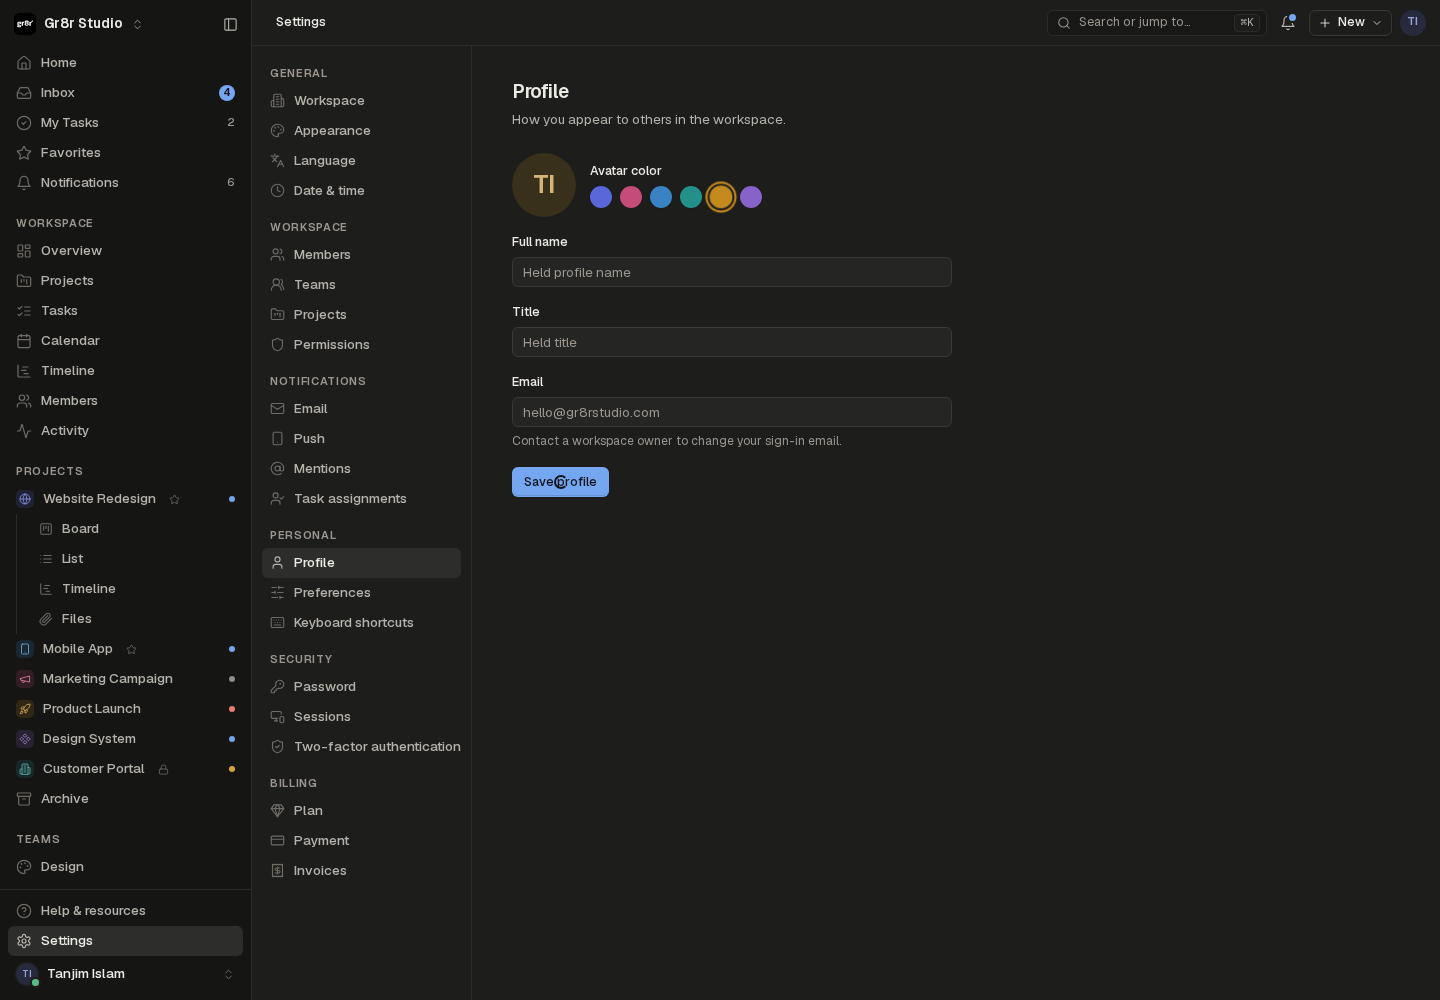 gr8r
Gr8r Studio
Home
Inbox
4
My Tasks
2
Favorites
Notifications
6
WORKSPACE
Overview
Projects
Tasks
Calendar
Timeline
Members
Activity
PROJECTS
Website Redesign
Board
List
Timeline
Files
Mobile App
Marketing Campaign
Product Launch
Design System
Customer Portal
Archive
TEAMS
Design
Help & resources
Settings
TI
Tanjim Islam
Settings
Search or jump to...
⌘K
New
TI
GENERAL
Workspace
Appearance
Language
Date & time
WORKSPACE
Members
Teams
Projects
Permissions
NOTIFICATIONS
Email
Push
Mentions
Task assignments
PERSONAL
Profile
Preferences
Keyboard shortcuts
SECURITY
Password
Sessions
Two-factor authentication
BILLING
Plan
Payment
Invoices
Profile
How you appear to others in the workspace.
TI
Avatar color
Full name
Held profile name
Title
Held title
Email
hello@gr8rstudio.com
Contact a workspace owner to change your sign-in email.
Save profile